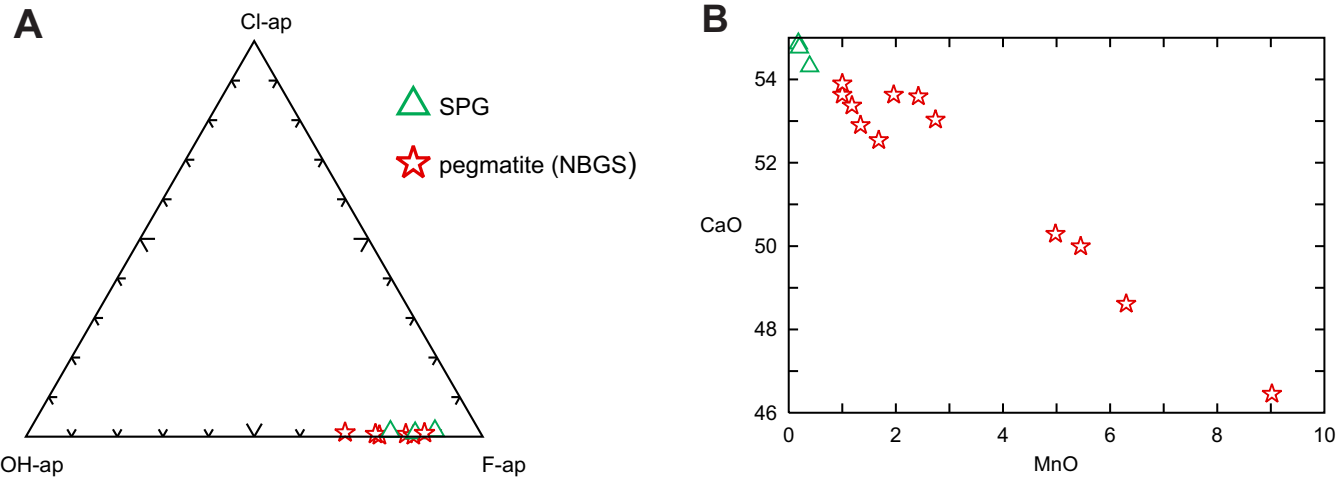 A
Cl-ap
SPG
pegmatite (NBGS)
OH-ap
F-ap
B
54
52
CaO
50
48
46
0 2 4 6 8 10
MnO